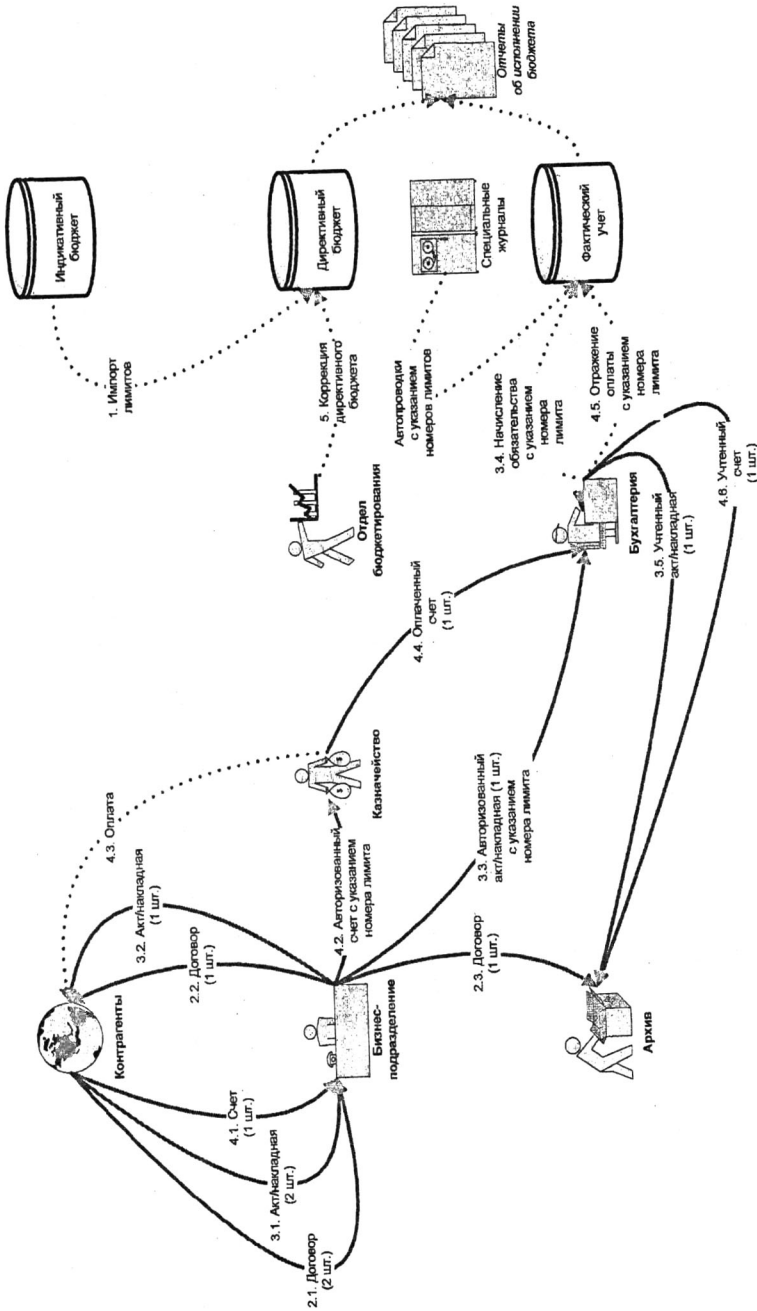 Контрагенты
2.1. Договор
(2 шт.)
3.1. Акт/накладная
(2 шт.)
4.1. Счет
(1 шт.)
2.2. Договор
(1 шт.)
3.2. Акт/накладная
(1 шт.)
4.3. Оплата
Бизнес-
подразделение
4.2. Авторизованный
счет с указанием
номера лимита
Казначейство
2.3. Договор
(1 шт.)
3.3. Авторизованный
акт/накладная (1 шт.)
с указанием
номера лимита
4.4. Оплаченный
счет
(1 шт.)
Архив
Бухгалтерия
3.5. Учтенный
акт/накладная
(1 шт.)
4.6. Учтенный
счет
(1 шт.)
Отдел
бюджетирования
1. Импорт
лимитов
5. Коррекция
директивного
бюджета
Автопроводки
с указанием
номеров лимитов
3.4. Начисление
обязательства
с указанием
номера
лимита
4.5. Отражение
оплаты
с указанием
номера
лимита
Индикативный
бюджет
Директивный
бюджет
Специальные
журналы
Фактический
учет
Отчеты
об исполнении
бюджета